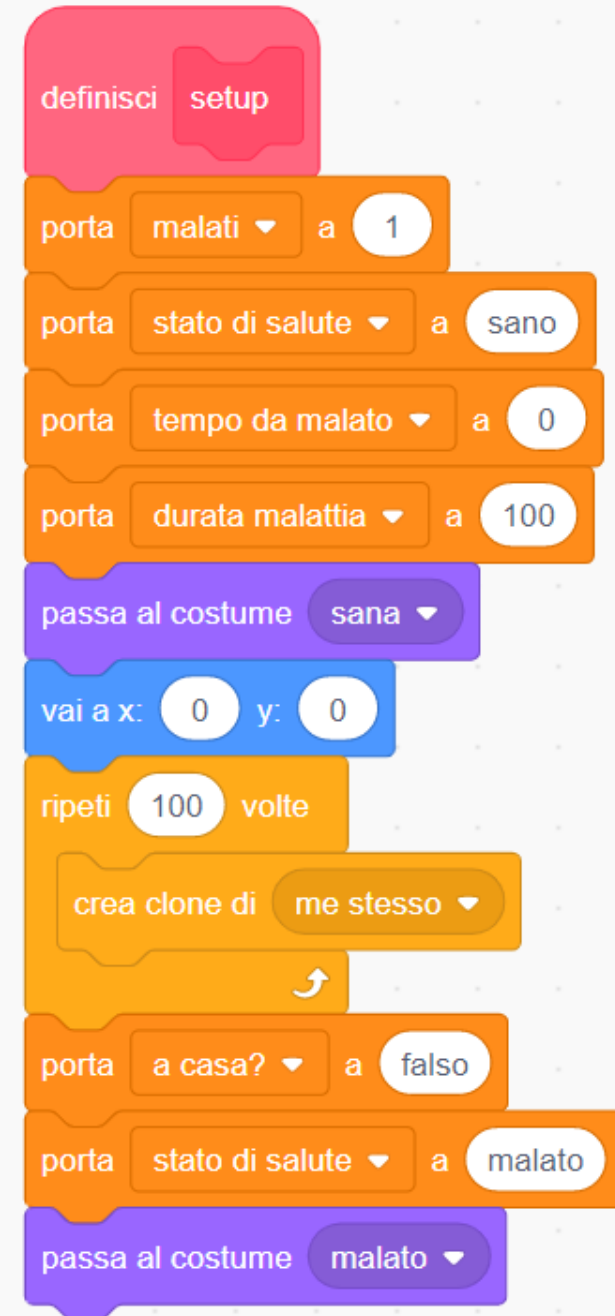 definisci setup
porta malati a 1
porta stato di salute a sano
porta tempo da malato a 0
porta durata malattia a 100
passa al costume sana
vai a x: 0 y: 0
ripeti 100 volte
crea clone di me stesso
porta a casa? a falso
porta stato di salute a malato
passa al costume malato